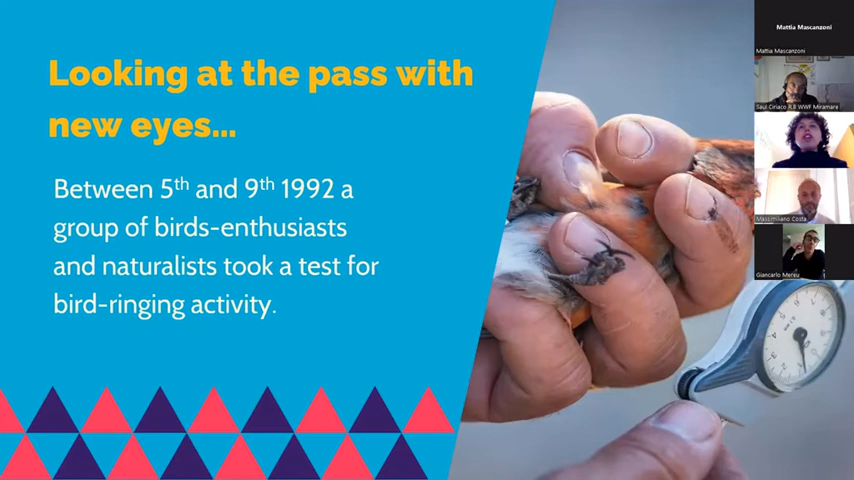 Looking at the pass with
new eyes...
Between 5th and 9th 1992 a
group of birds-enthusiasts
and naturalists took a test for
bird-ringing activity.
Mattia Mascanzoni
Mattia Mascanzoni
Saul Ciriaco R.B WWF Miramare
Massimiliano Costa
Giancarlo Mereu